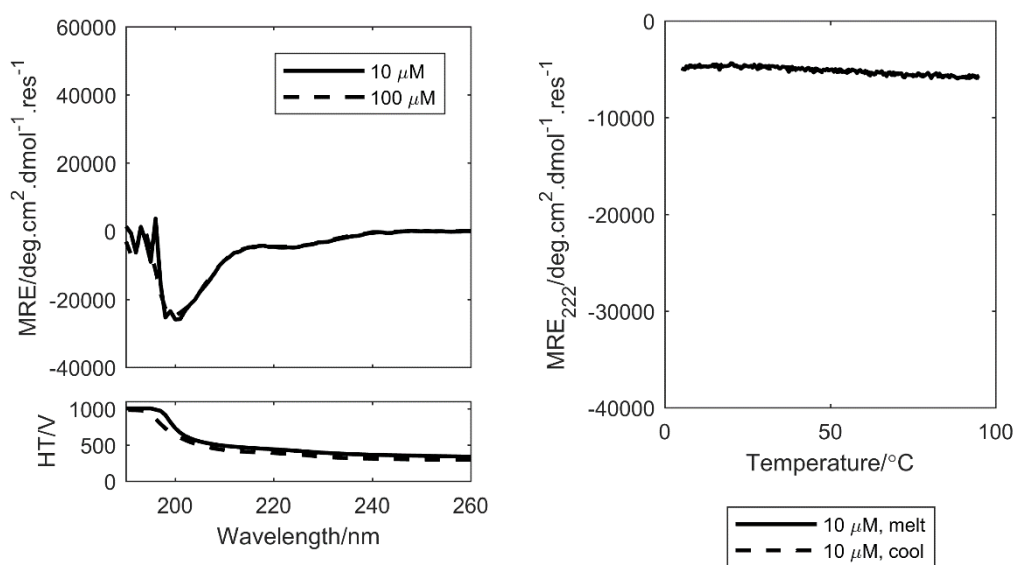 60000
40000
20000
0
-20000
-40000
MRE/deg.cm².dmol⁻¹.res⁻¹
10 μM
100 μM
1000
500
0
HT/V
200
220
240
260
Wavelength/nm
0
-10000
-20000
-30000
-40000
MRE₂₂₂/deg.cm².dmol⁻¹.res⁻¹
0
50
100
Temperature/°C
10 μM, melt
10 μM, cool